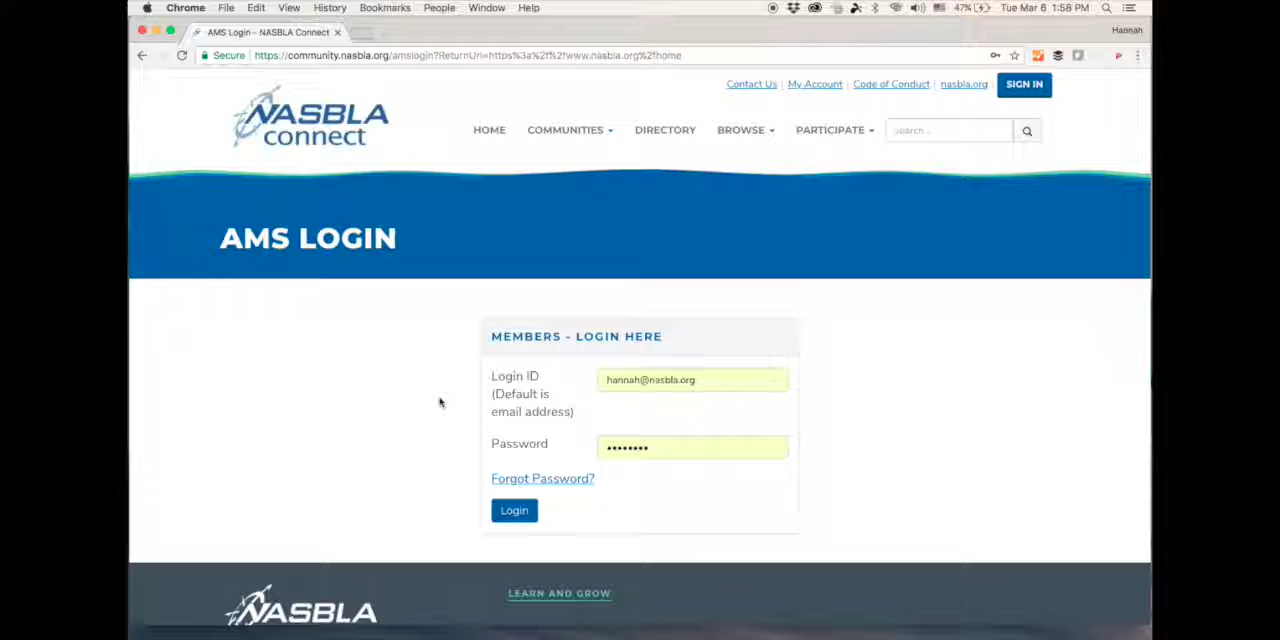 Chrome File Edit View History Bookmarks People Window Help 47% Tue Mar 6 1:58 PM
AMS Login - NASBLA Connect Hannah
Secure https://community.nasbla.org/amslogin?ReturnUrl=https%3a%2f%2fwww.nasbla.org%2fhome
Contact Us My Account Code of Conduct nasbla.org SIGN IN
NASBLA
connect
HOME COMMUNITIES DIRECTORY BROWSE PARTICIPATE search...
AMS LOGIN
MEMBERS - LOGIN HERE
Login ID hannah@nasbla.org
(Default is
email address)
Password ••••••••
Forgot Password?
Login
LEARN AND GROW
NASBLA